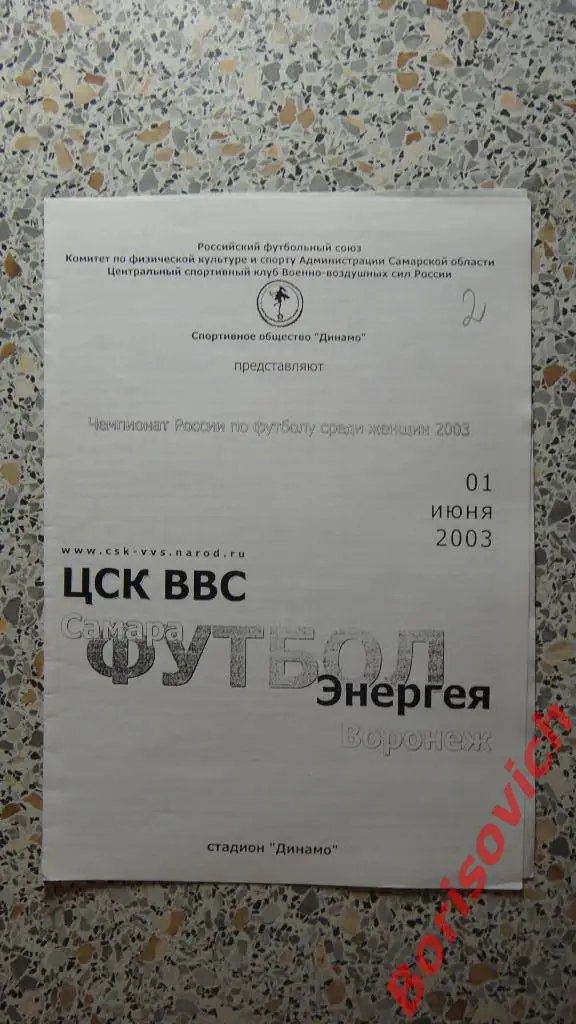 Российский футбольный союз
Комитет по физической культуре и спорту Администрации Самарской области
Центральный спортивный клуб Военно-воздушных сил России
2
Спортивное общество "Динамо"
представляют
Чемпионат России по футболу среди женщин 2003
01
июня
2003
www.csk-vvs.narod.ru
ЦСК ВВС
Самара
ФУТБОЛ
Энергея
Воронеж
стадион "Динамо"
Borisovich